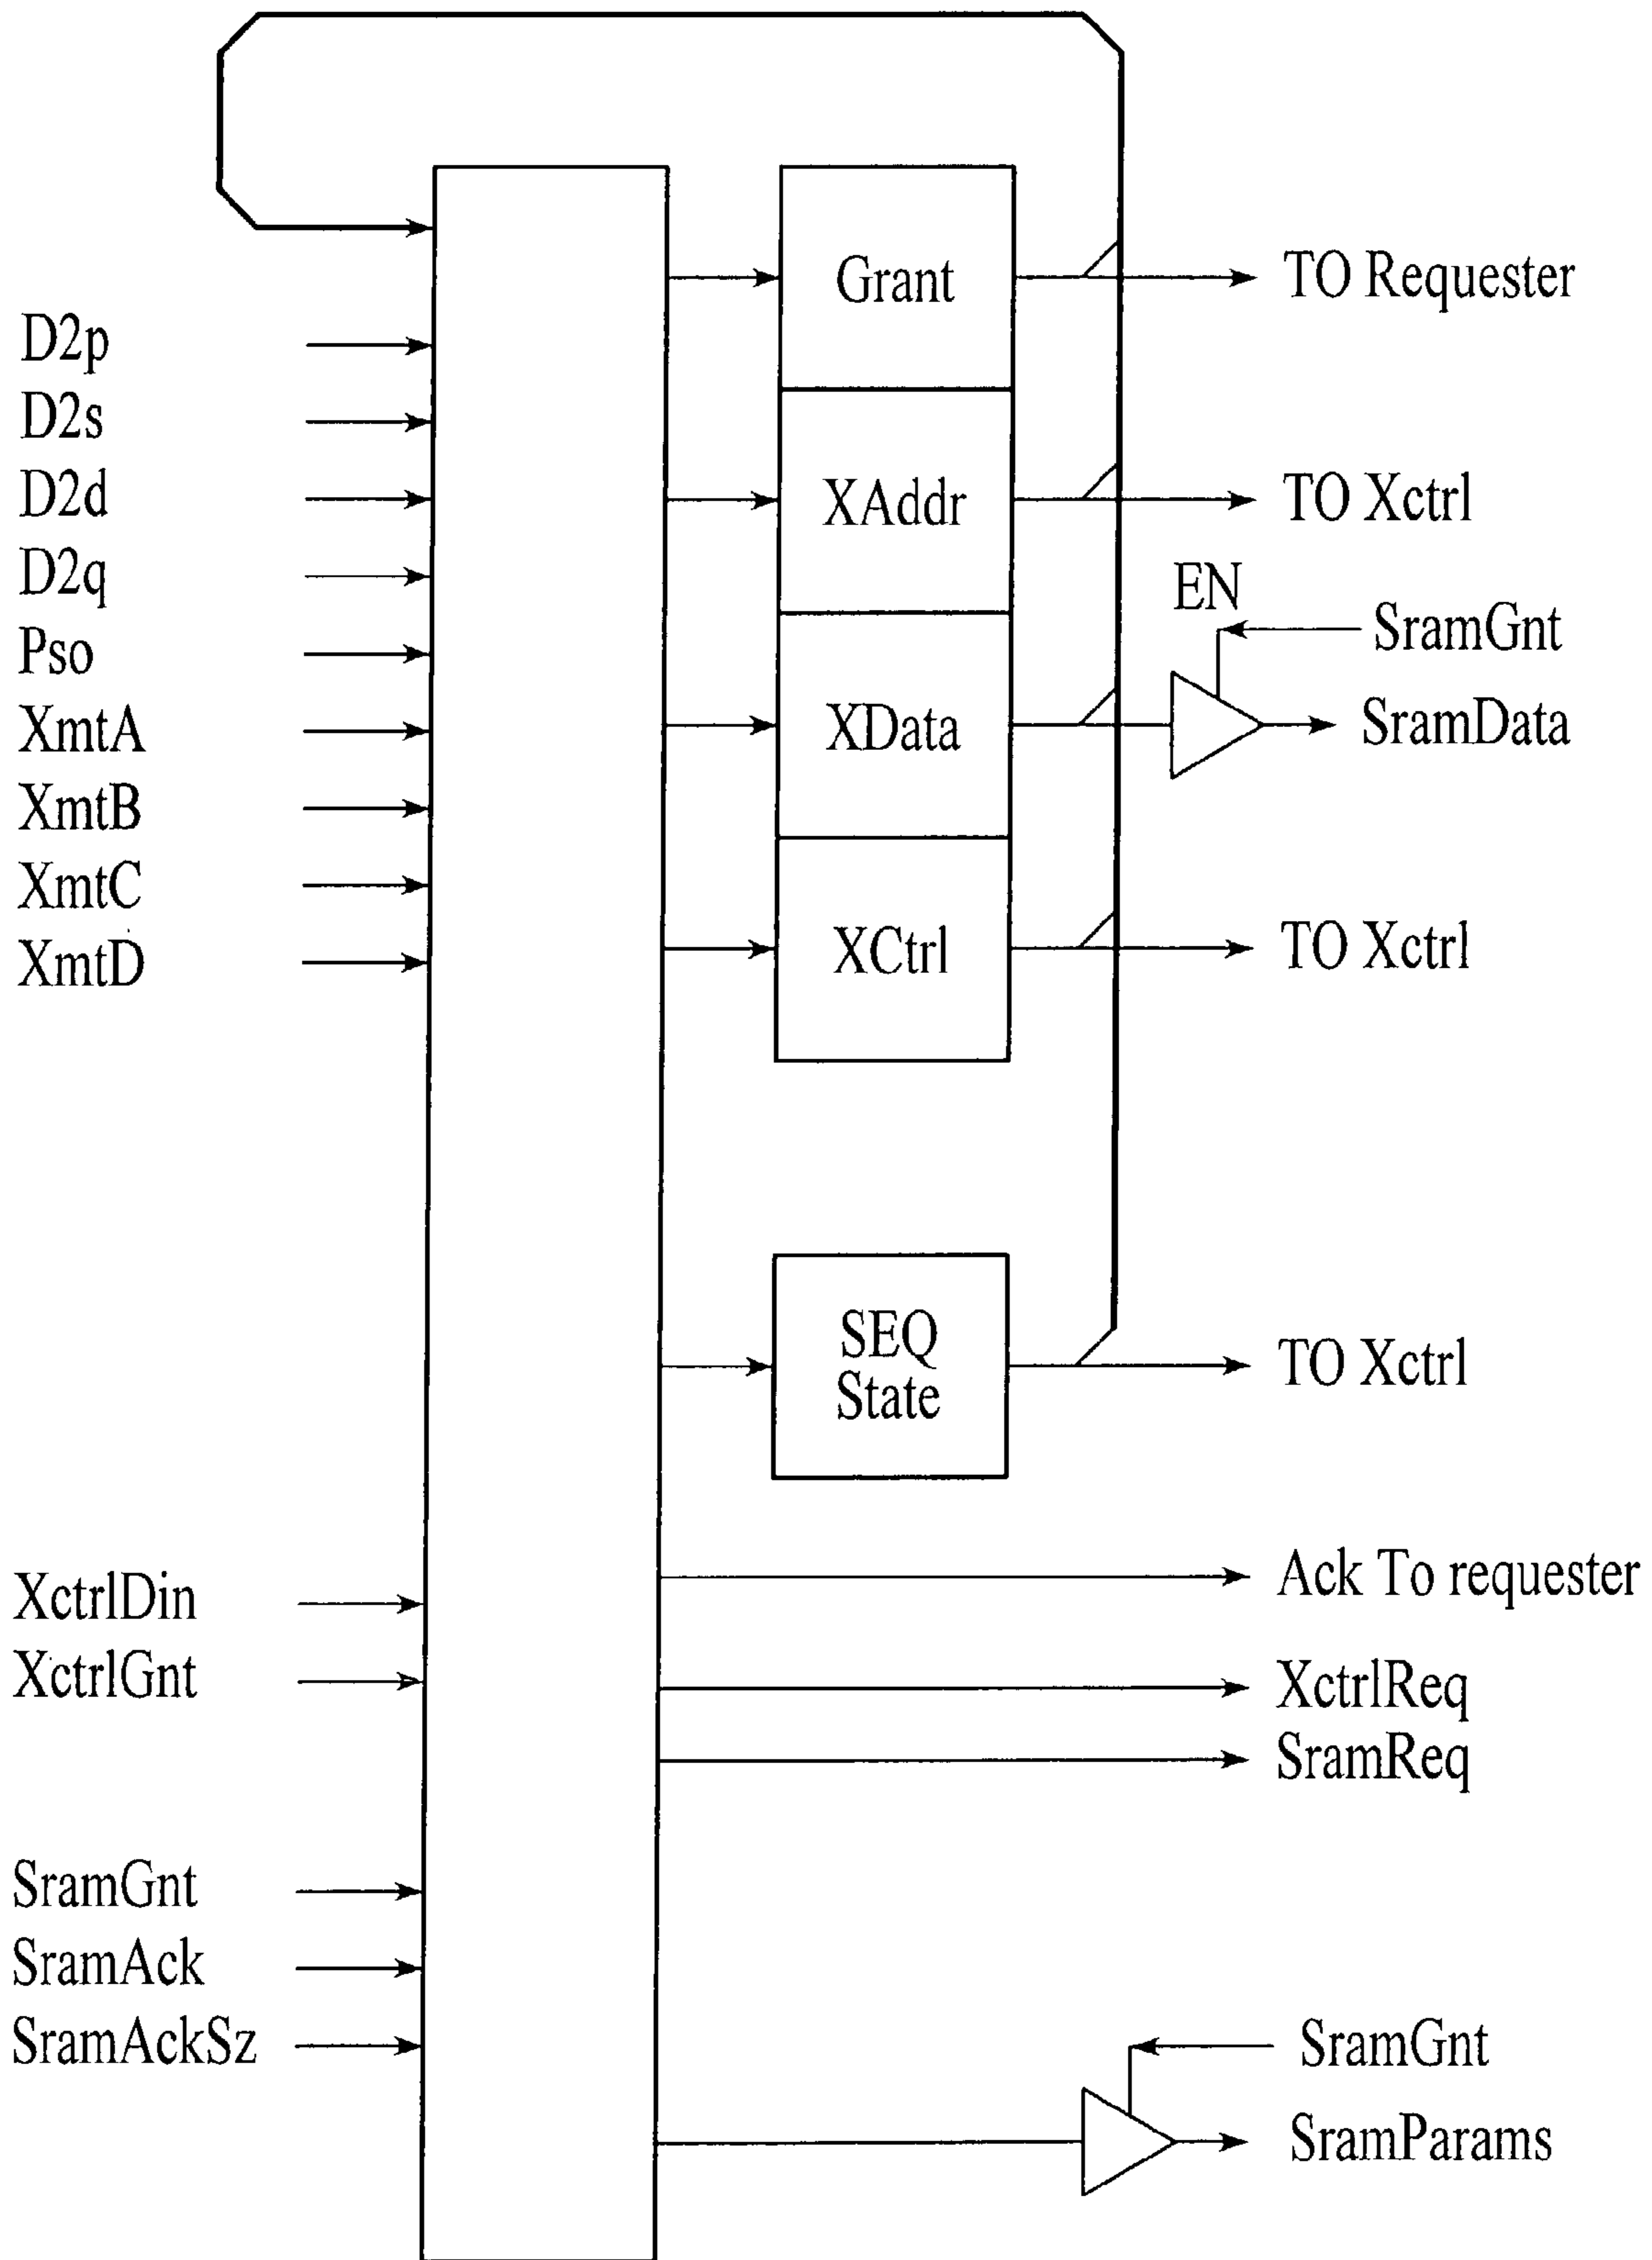 Grant
TO Requester
D2p
D2s
D2d
XAddr
TO Xctrl
D2q
EN
SramGnt
Pso
XmtA
XData
SramData
XmtB
XmtC
XmtD
XCtrl
TO Xctrl
SEQ
State
TO Xctrl
Ack To requester
XctrlDin
XctrlGnt
XctrlReq
SramReq
SramGnt
SramAck
SramAckSz
SramGnt
SramParams